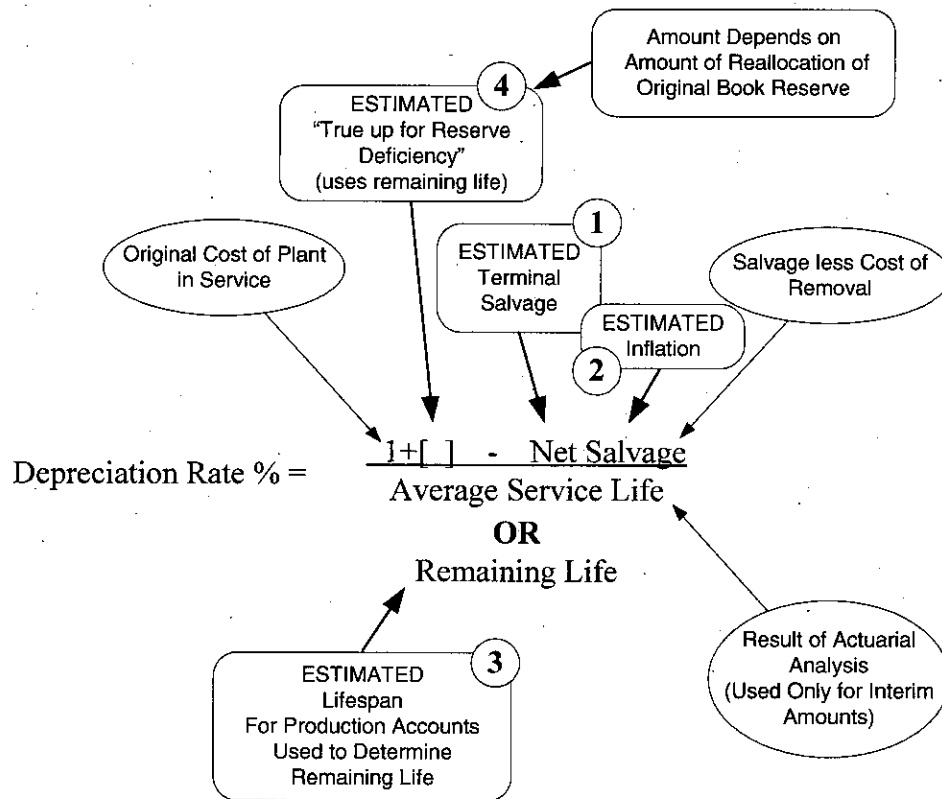 Amount Depends on
Amount of Reallocation of
Original Book Reserve
4
ESTIMATED
“True up for Reserve
Deficiency”
(uses remaining life)
1
ESTIMATED
Terminal
Salvage
Original Cost of Plant
in Service
Salvage less Cost of
Removal
ESTIMATED
Inflation
2
Depreciation Rate % =
1+[ ] - Net Salvage
Average Service Life
OR
Remaining Life
3
ESTIMATED
Lifespan
For Production Accounts
Used to Determine
Remaining Life
Result of Actuarial
Analysis
(Used Only for Interim
Amounts)